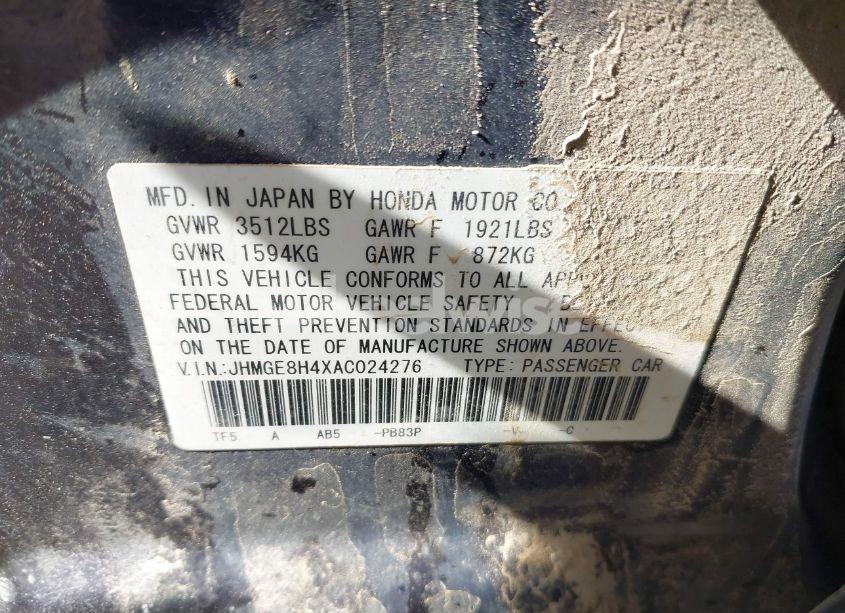 MFD. IN JAPAN BY HONDA MOTOR CO
GVWR 3512LBS GAWR F 1921LBS
GVWR 1594KG GAWR F 872KG
THIS VEHICLE CONFORMS TO ALL
FEDERAL MOTOR VEHICLE SAFETY
AND THEFT PREVENTION STANDARDS IN EFFEC
ON THE DATE OF MANUFACTURE SHOWN ABOVE.
V.I.N:JHMGE8H4XAC024276 TYPE: PASSENGER CAR
TF5 A AB5 -PB83P -V -C